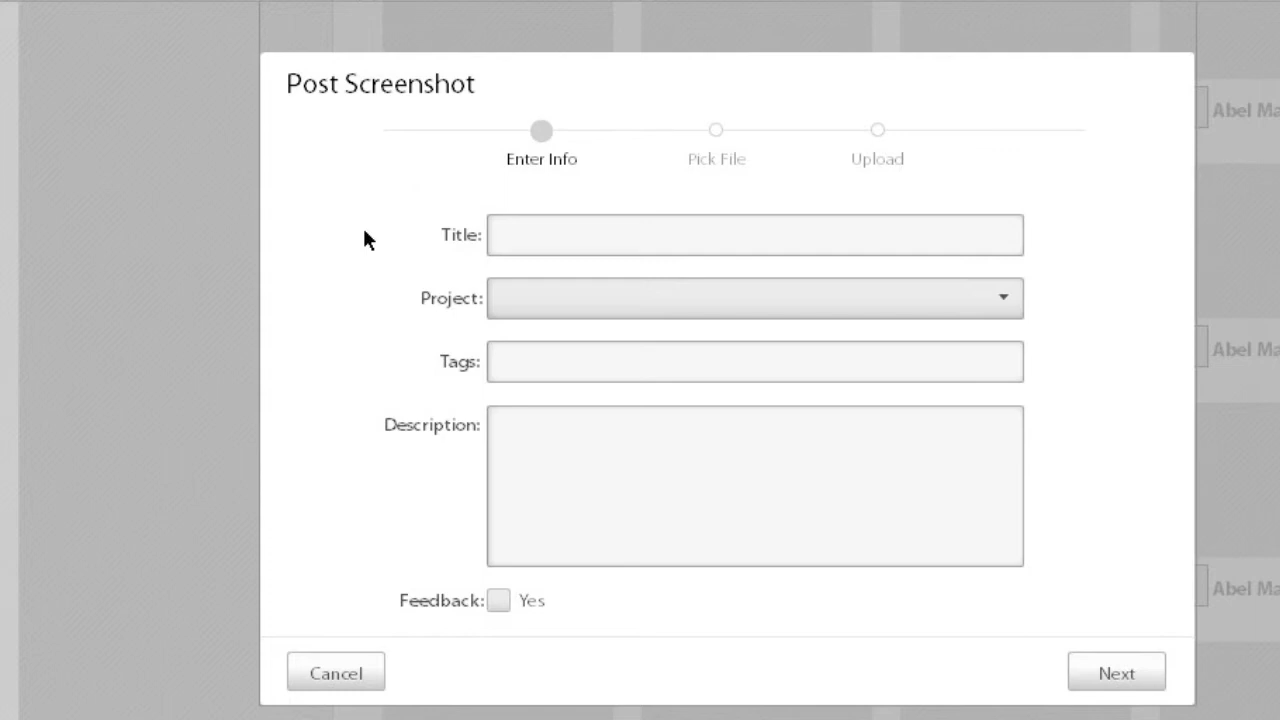 Post Screenshot
Enter Info
Pick File
Upload
Title:
Project:
Tags:
Description:
Feedback:
Yes
Cancel
Next
Abel Ma
Abel Ma
Abel Ma